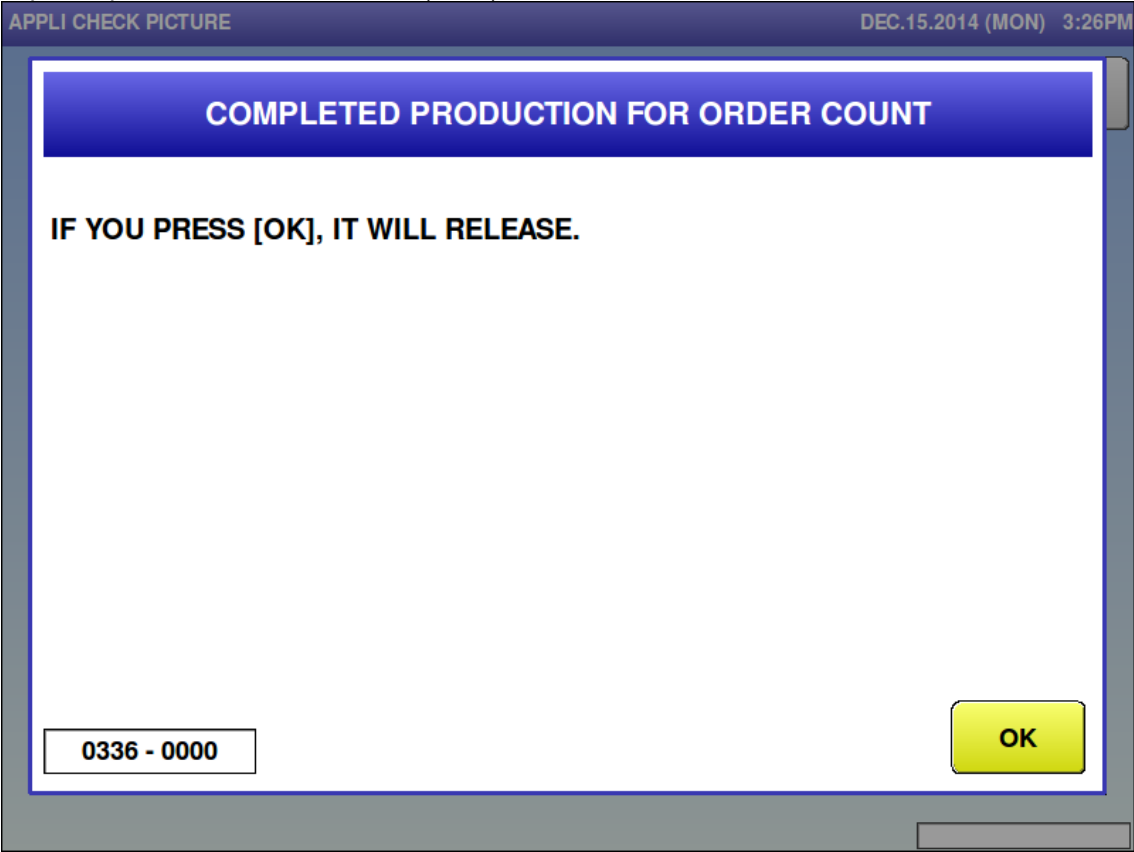 APPLI CHECK PICTURE DEC.15.2014 (MON) 3:26PM
COMPLETED PRODUCTION FOR ORDER COUNT
IF YOU PRESS [OK], IT WILL RELEASE.
0336 - 0000
OK